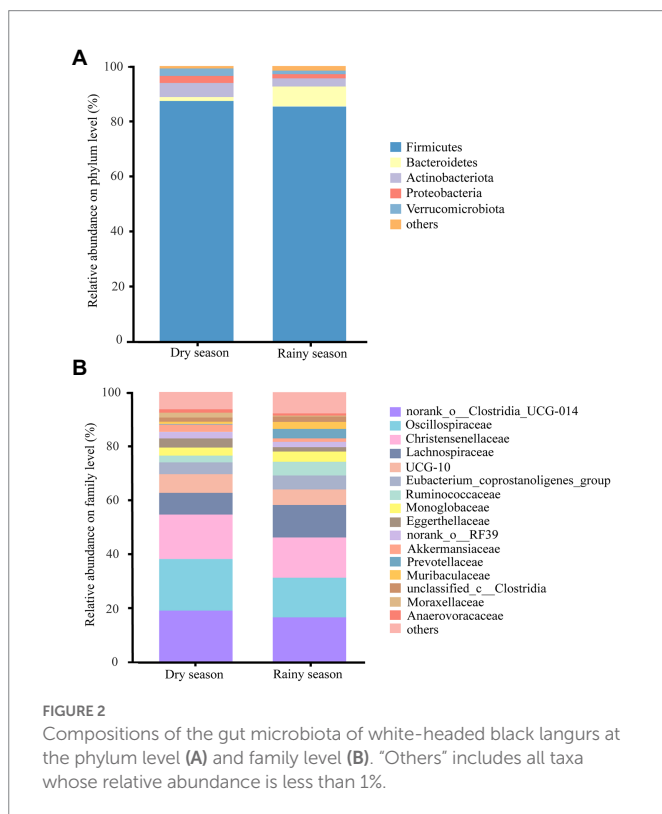 A
Relative abundance on phylum level (%)
100
80
60
40
20
0
Dry season
Rainy season
Firmicutes
Bacteroidetes
Actinobacteriota
Proteobacteria
Verrucomicrobiota
others
B
Relative abundance on family level (%)
100
80
60
40
20
0
Dry season
Rainy season
norank_o__Clostridia_UCG-014
Oscillospiraceae
Christensenellaceae
Lachnospiraceae
UCG-10
Eubacterium_coprostanoligenes_group
Ruminococcaceae
Monoglobaceae
Eggerthellaceae
norank_o__RF39
Akkermansiaceae
Prevotellaceae
Muribaculaceae
unclassified_c__Clostridia
Moraxellaceae
Anaerovoracaceae
others
FIGURE 2
Compositions of the gut microbiota of white-headed black langurs at
the phylum level (A) and family level (B). “Others” includes all taxa
whose relative abundance is less than 1%.